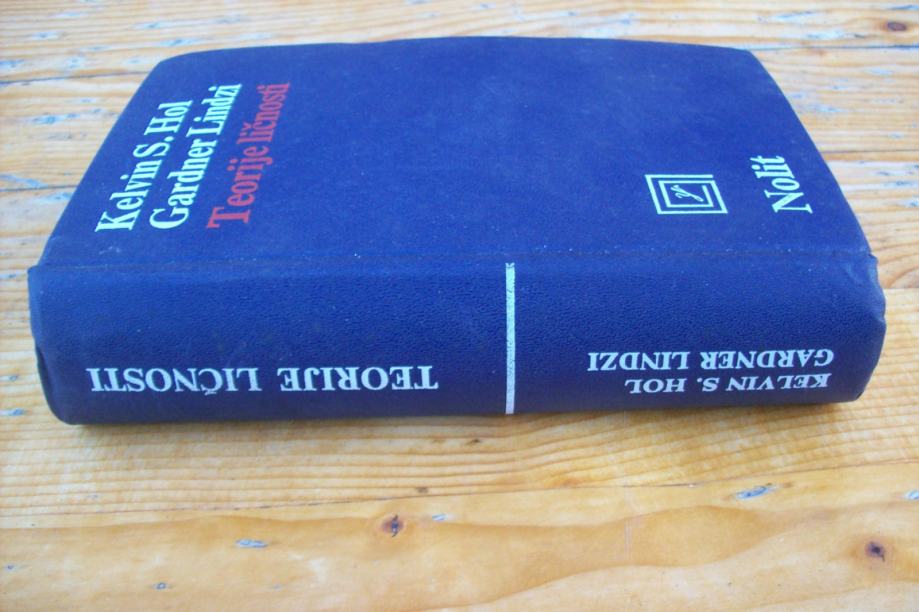 Kelvin S. Hol
Gardner Lindzi
Teorije ličnosti
Nolit
KELVIN S. HOL
GARDNER LINDZI
TEORIJE LIČNOSTI